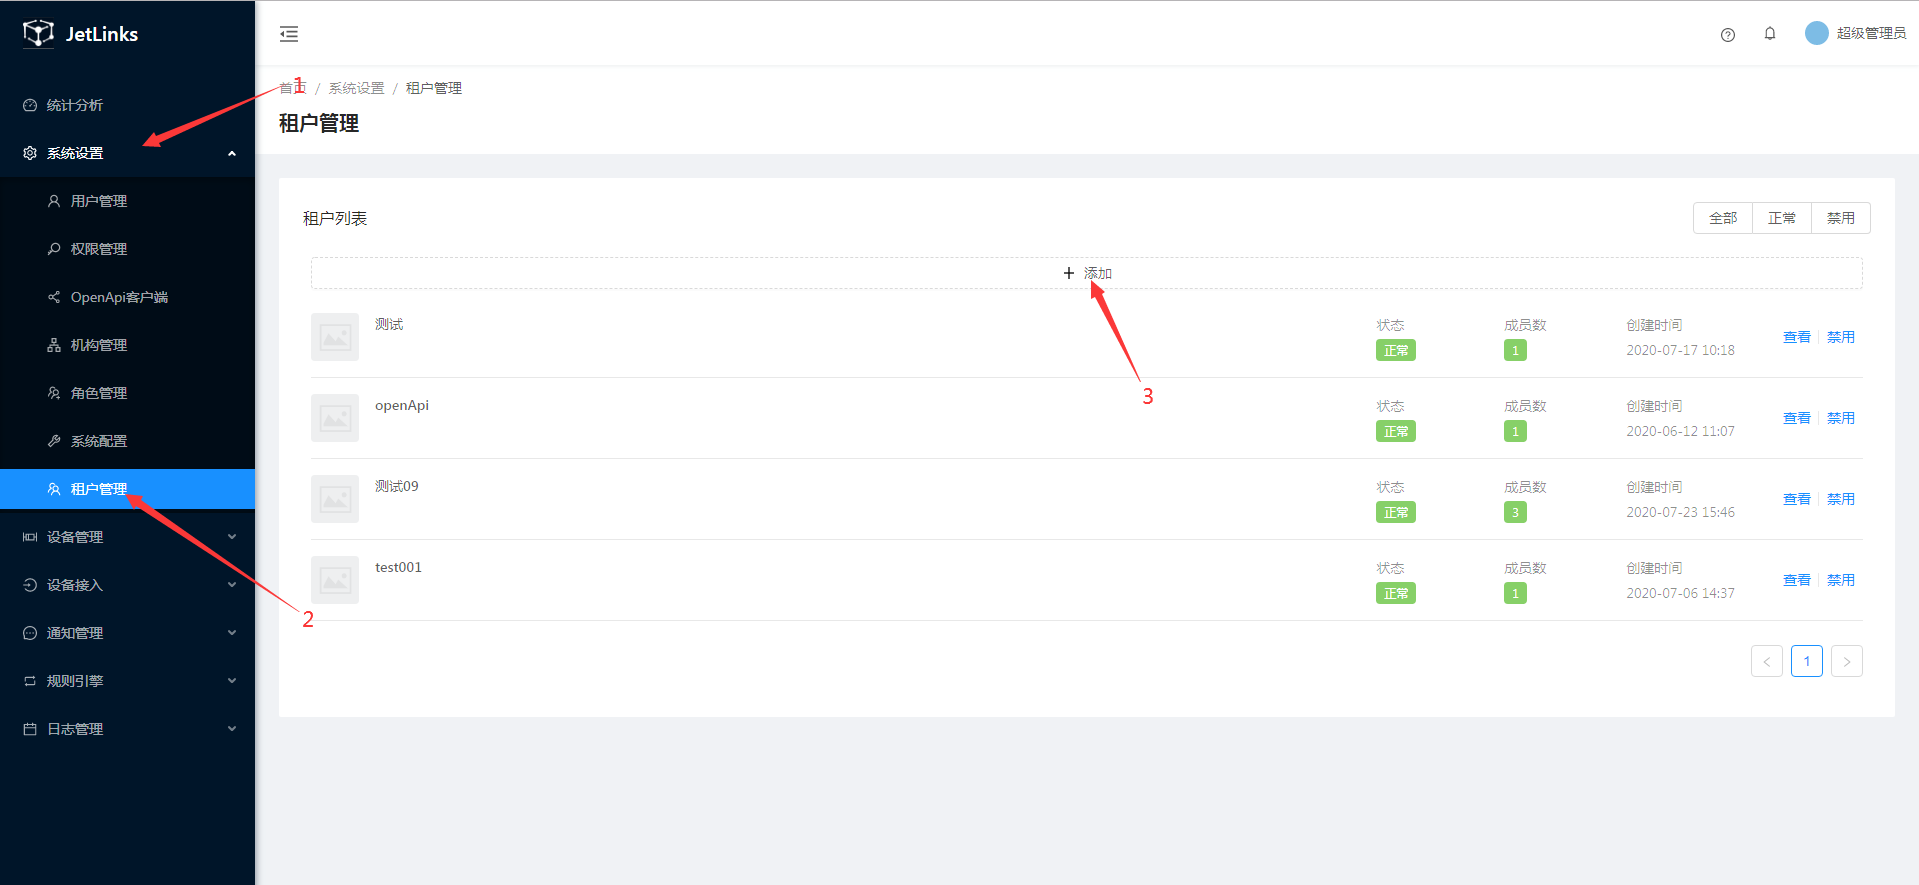 JetLinks
超级管理员
统计分析
系统设置
用户管理
权限管理
OpenApi客户端
机构管理
角色管理
系统配置
租户管理
设备管理
设备接入
通知管理
规则引擎
日志管理
1
首页 / 系统设置 / 租户管理
租户管理
租户列表
全部 正常 禁用
+ 添加
测试 状态 成员数 创建时间 查看 禁用
正常 1 2020-07-17 10:18
3
openApi 状态 成员数 创建时间 查看 禁用
正常 1 2020-06-12 11:07
测试09 状态 成员数 创建时间 查看 禁用
正常 3 2020-07-23 15:46
test001 状态 成员数 创建时间 查看 禁用
正常 1 2020-07-06 14:37
2
< 1 >